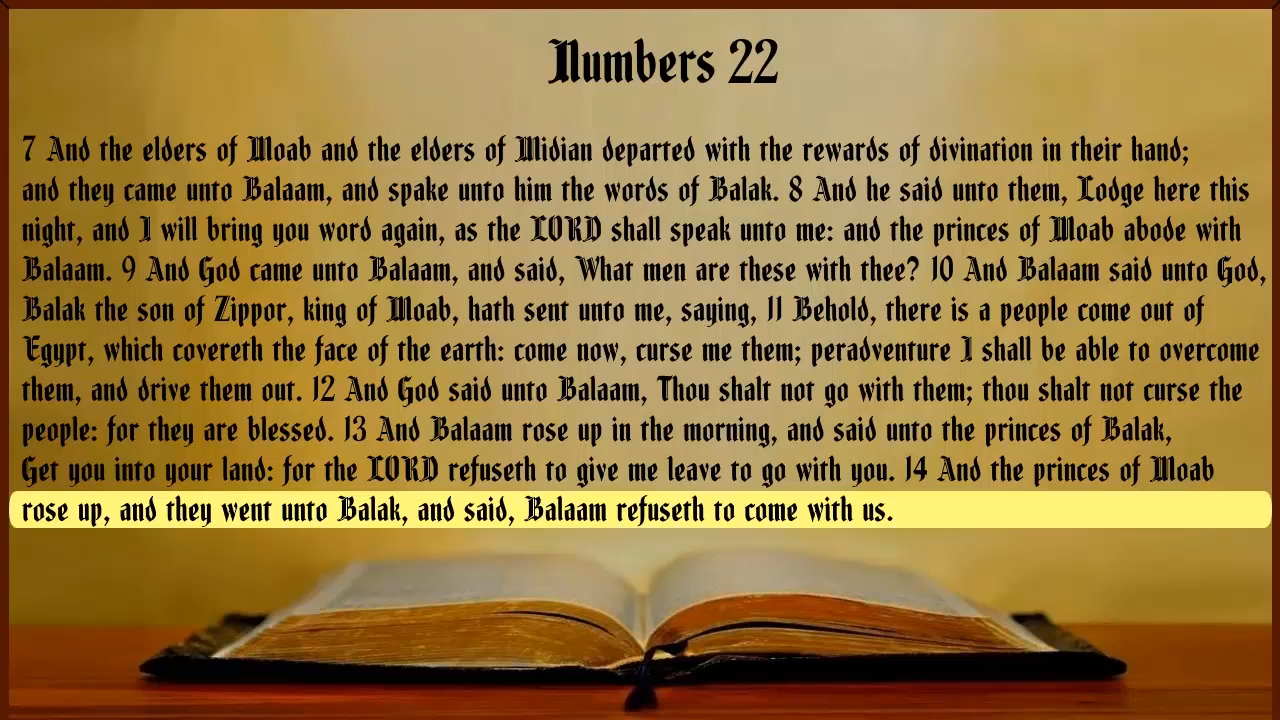 Numbers 22
7 And the elders of Moab and the elders of Midian departed with the rewards of divination in their hand;
and they came unto Balaam, and spake unto him the words of Balak. 8 And he said unto them, Lodge here this
night, and I will bring you word again, as the LORD shall speak unto me: and the princes of Moab abode with
Balaam. 9 And God came unto Balaam, and said, What men are these with thee? 10 And Balaam said unto God,
Balak the son of Zippor, king of Moab, hath sent unto me, saying, 11 Behold, there is a people come out of
Egypt, which covereth the face of the earth: come now, curse me them; peradventure I shall be able to overcome
them, and drive them out. 12 And God said unto Balaam, Thou shalt not go with them; thou shalt not curse the
people: for they are blessed. 13 And Balaam rose up in the morning, and said unto the princes of Balak,
Get you into your land: for the LORD refuseth to give me leave to go with you. 14 And the princes of Moab
rose up, and they went unto Balak, and said, Balaam refuseth to come with us.